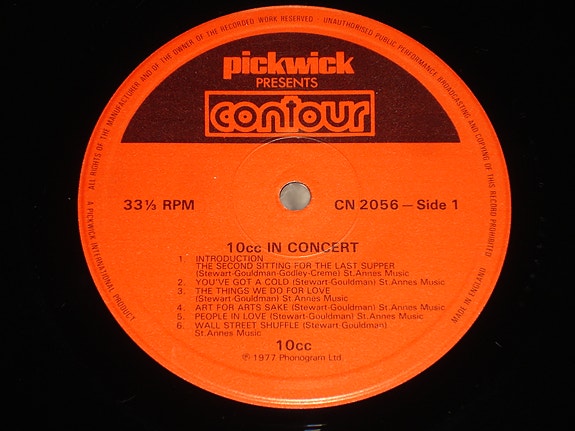 ALL RIGHTS OF THE MANUFACTURER AND OF THE OWNER OF THE RECORDED WORK RESERVED · UNAUTHORISED PUBLIC PERFORMANCE BROADCASTING AND COPYING OF THIS RECORD PROHIBITED
pickwick
PRESENTS
contour
33⅓ RPM
CN 2056 – Side 1
10cc IN CONCERT
1. INTRODUCTION
THE SECOND SITTING FOR THE LAST SUPPER
(Stewart-Gouldman-Godley-Creme) St.Annes Music
2. YOU'VE GOT A COLD (Stewart-Gouldman) St.Annes Music
3. THE THINGS WE DO FOR LOVE
(Stewart-Gouldman) St.Annes Music
4. ART FOR ARTS SAKE (Stewart-Gouldman) St.Annes Music
5. PEOPLE IN LOVE (Stewart-Gouldman) St.Annes Music
6. WALL STREET SHUFFLE (Stewart-Gouldman)
St.Annes Music
10cc
℗ 1977 Phonogram Ltd.
A PICKWICK INTERNATIONAL PRODUCT
MADE IN ENGLAND